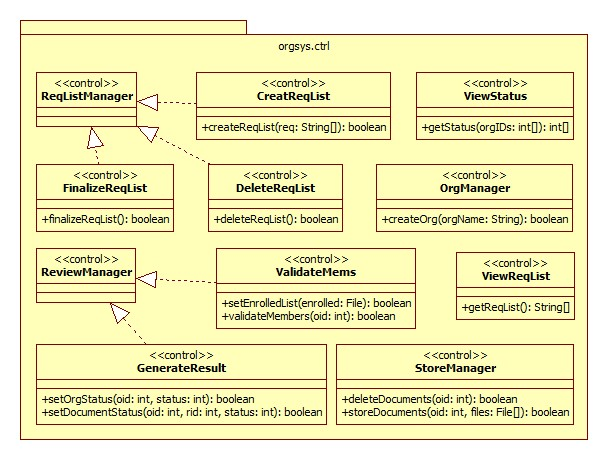 orgsys.ctrl
<<control>>
ReqListManager
<<control>>
CreatReqList
+createReqList(req: String[]): boolean
<<control>>
ViewStatus
+getStatus(orgIDs: int[]): int[]
<<control>>
FinalizeReqList
+finalizeReqList(): boolean
<<control>>
DeleteReqList
+deleteReqList(): boolean
<<control>>
OrgManager
+createOrg(orgName: String): boolean
<<control>>
ReviewManager
<<control>>
ValidateMems
+setEnrolledList(enrolled: File): boolean
+validateMembers(oid: int): boolean
<<control>>
ViewReqList
+getReqList(): String[]
<<control>>
GenerateResult
+setOrgStatus(oid: int, status: int): boolean
+setDocumentStatus(oid: int, rid: int, status: int): boolean
<<control>>
StoreManager
+deleteDocuments(oid: int): boolean
+storeDocuments(oid: int, files: File[]): boolean